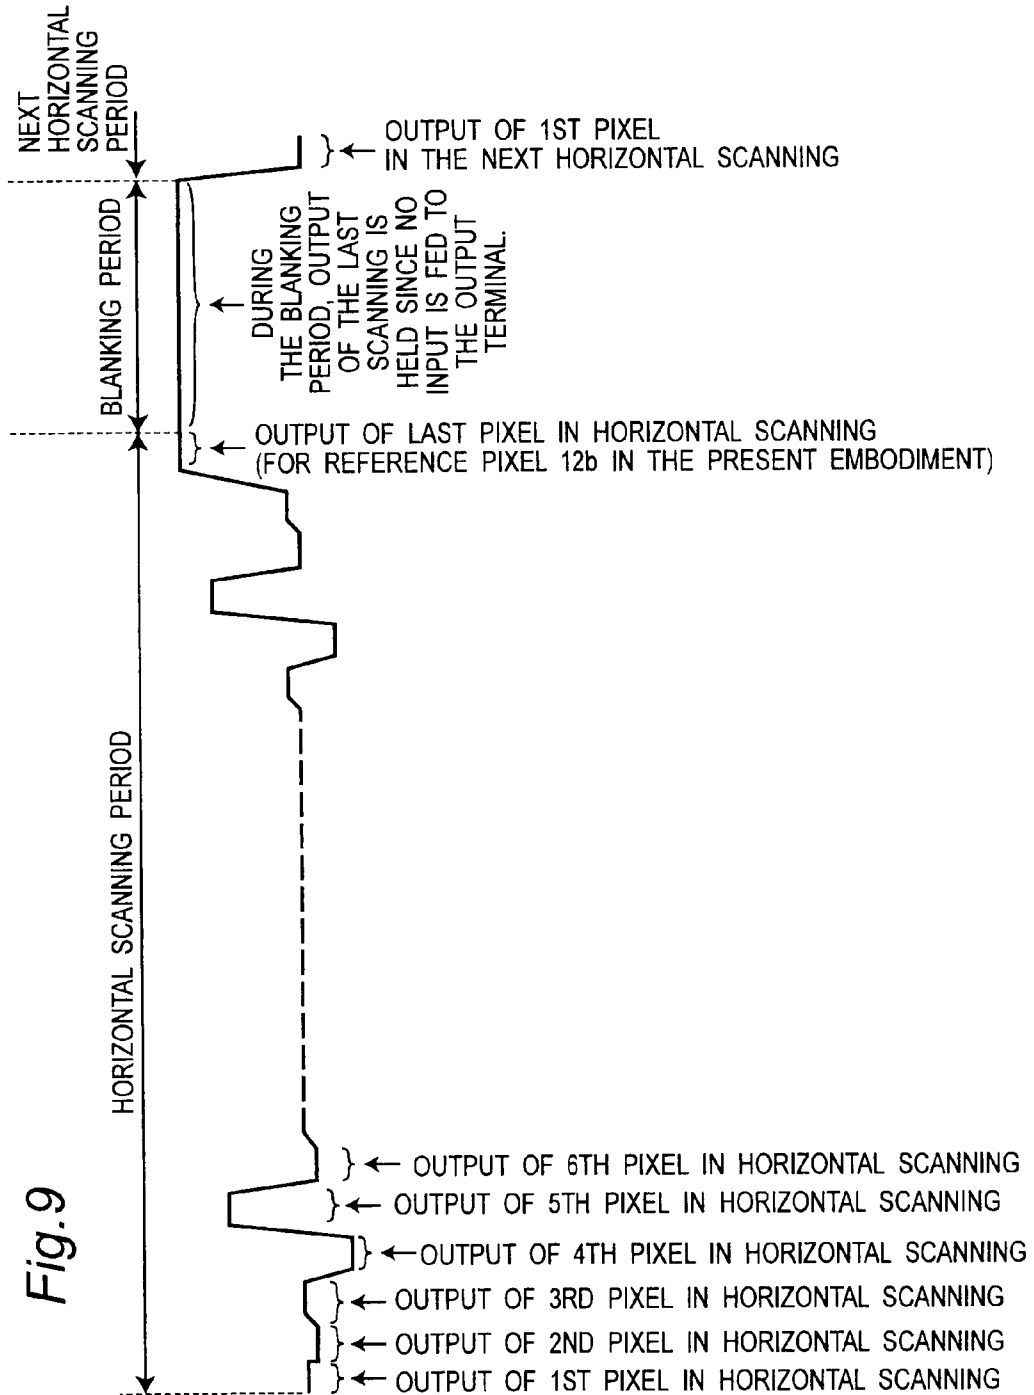 Fig.9
NEXT
HORIZONTAL
SCANNING
PERIOD
BLANKING PERIOD
HORIZONTAL SCANNING PERIOD
OUTPUT OF 1ST PIXEL
IN THE NEXT HORIZONTAL SCANNING
DURING
THE BLANKING
PERIOD, OUTPUT
OF THE LAST
SCANNING IS
HELD SINCE NO
INPUT IS FED TO
THE OUTPUT
TERMINAL.
OUTPUT OF LAST PIXEL IN HORIZONTAL SCANNING
(FOR REFERENCE PIXEL 12b IN THE PRESENT EMBODIMENT)
OUTPUT OF 6TH PIXEL IN HORIZONTAL SCANNING
OUTPUT OF 5TH PIXEL IN HORIZONTAL SCANNING
OUTPUT OF 4TH PIXEL IN HORIZONTAL SCANNING
OUTPUT OF 3RD PIXEL IN HORIZONTAL SCANNING
OUTPUT OF 2ND PIXEL IN HORIZONTAL SCANNING
OUTPUT OF 1ST PIXEL IN HORIZONTAL SCANNING